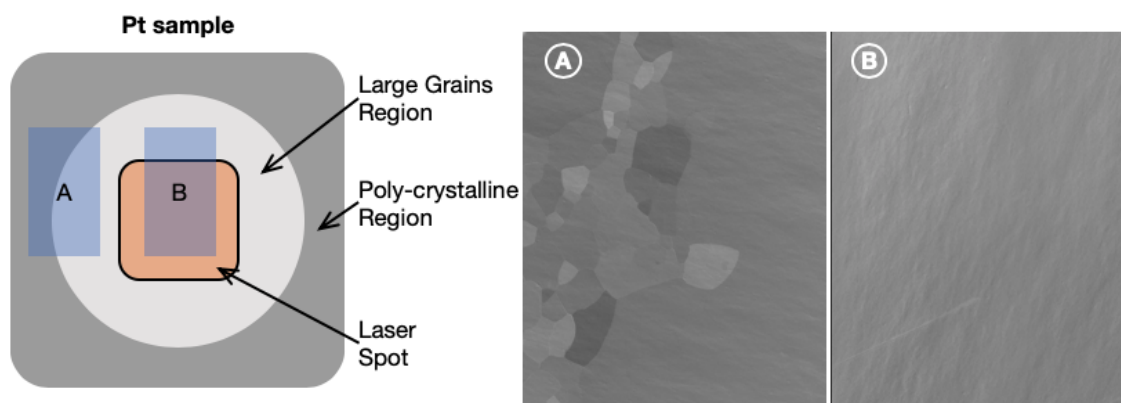 Pt sample
Large Grains
Region
Poly-crystalline
Region
Laser
Spot
A
B
A
B